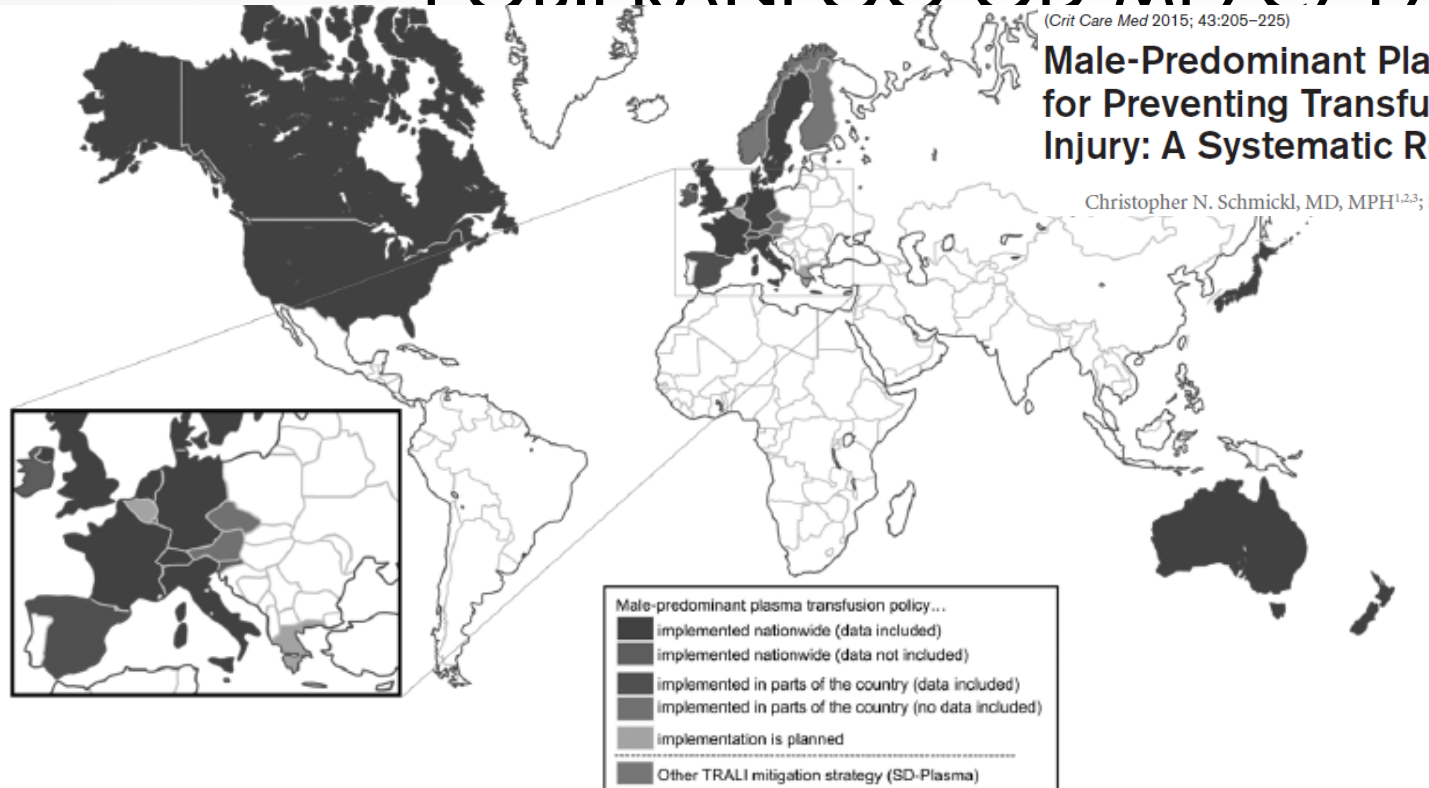 (Crit Care Med 2015; 43:205–225)
Male-Predominant Pla
for Preventing Transfu
Injury: A Systematic R
Christopher N. Schmickl, MD, MPH1,2,3;
Male-predominant plasma transfusion policy…
implemented nationwide (data included)
implemented nationwide (data not included)
implemented in parts of the country (data included)
implemented in parts of the country (no data included)
implementation is planned
Other TRALI mitigation strategy (SD-Plasma)